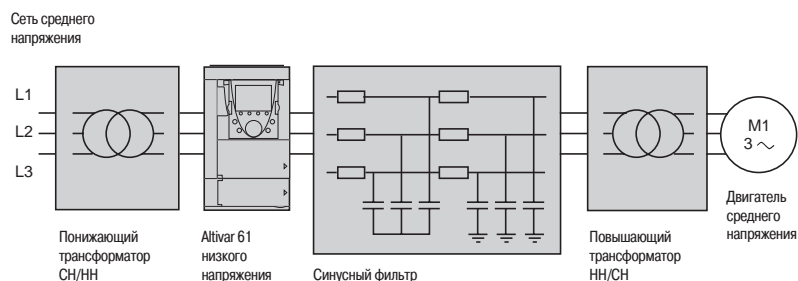 Сеть среднего
напряжения
L1
L2
L3
M1
3 ~
Понижающий
трансформатор
СН/НН
Altivar 61
низкого
напряжения
Синусный фильтр
Повышающий
трансформатор
НН/СН
Двигатель
среднего
напряжения